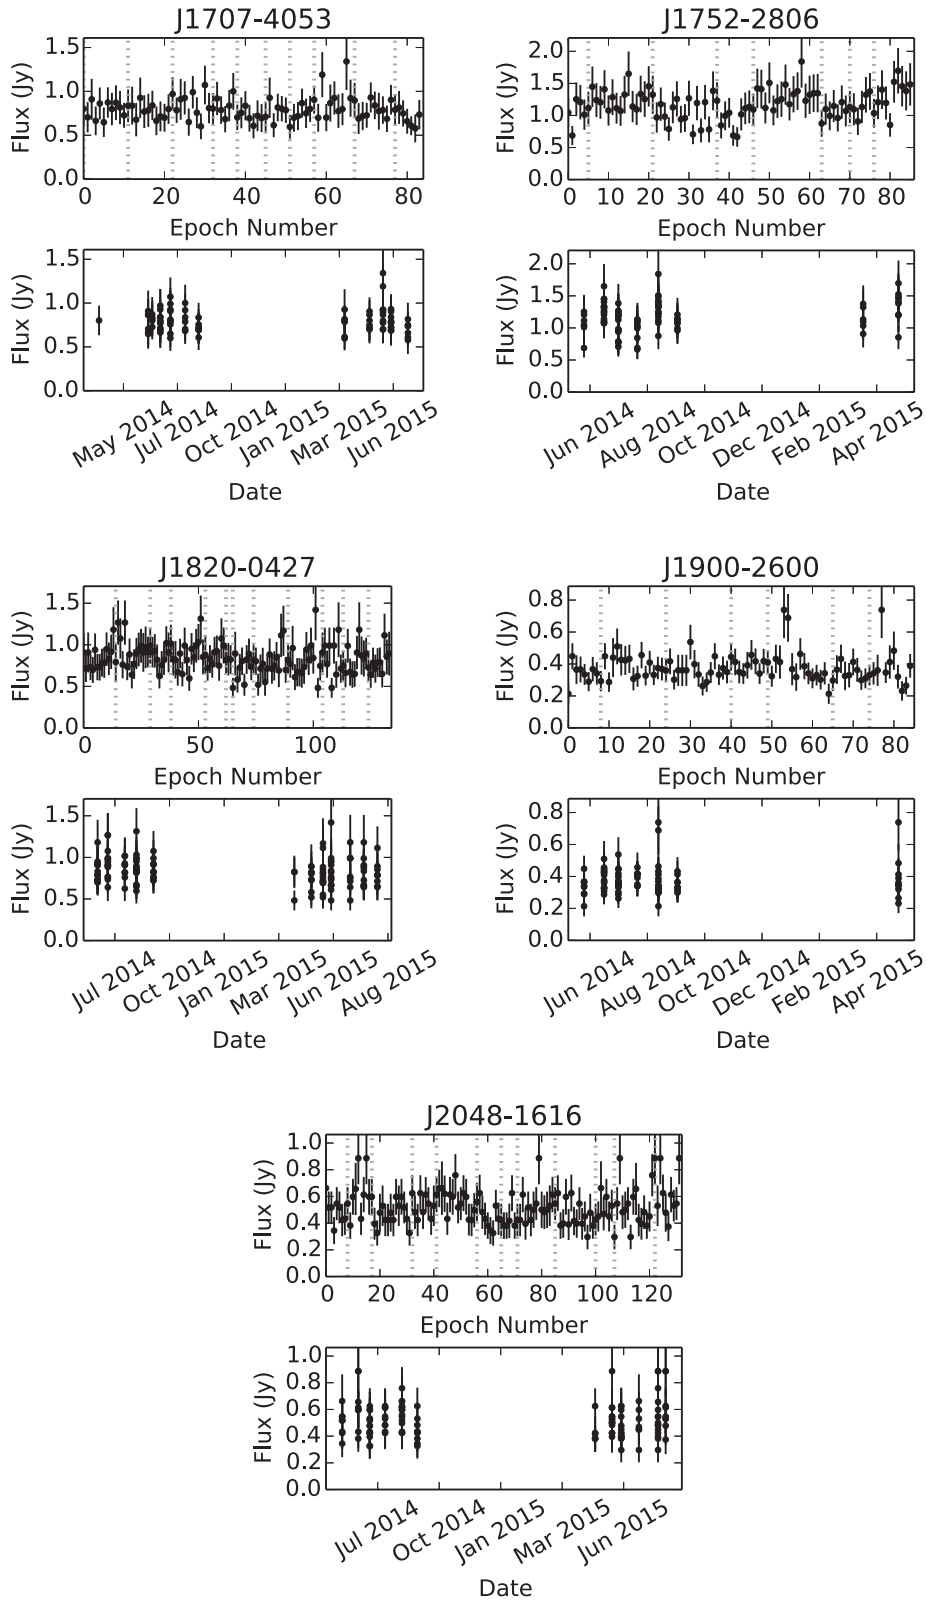 J1707-4053
Flux (Jy)
1.5
1.0
0.5
0.0
0 20 40 60 80
Epoch Number
Flux (Jy)
1.5
1.0
0.5
0.0
May 2014 Jul 2014 Oct 2014 Jan 2015 Mar 2015 Jun 2015
Date
J1752-2806
Flux (Jy)
2.0
1.5
1.0
0.5
0.0
0 10 20 30 40 50 60 70 80
Epoch Number
Flux (Jy)
2.0
1.5
1.0
0.5
0.0
Jun 2014 Aug 2014 Oct 2014 Dec 2014 Feb 2015 Apr 2015
Date
J1820-0427
Flux (Jy)
1.5
1.0
0.5
0.0
0 50 100
Epoch Number
Flux (Jy)
1.5
1.0
0.5
0.0
Jul 2014 Oct 2014 Jan 2015 Mar 2015 Jun 2015 Aug 2015
Date
J1900-2600
Flux (Jy)
0.8
0.6
0.4
0.2
0.0
0 10 20 30 40 50 60 70 80
Epoch Number
Flux (Jy)
0.8
0.6
0.4
0.2
0.0
Jun 2014 Aug 2014 Oct 2014 Dec 2014 Feb 2015 Apr 2015
Date
J2048-1616
Flux (Jy)
1.0
0.8
0.6
0.4
0.2
0.0
0 20 40 60 80 100 120
Epoch Number
Flux (Jy)
1.0
0.8
0.6
0.4
0.2
0.0
Jul 2014 Oct 2014 Jan 2015 Mar 2015 Jun 2015
Date